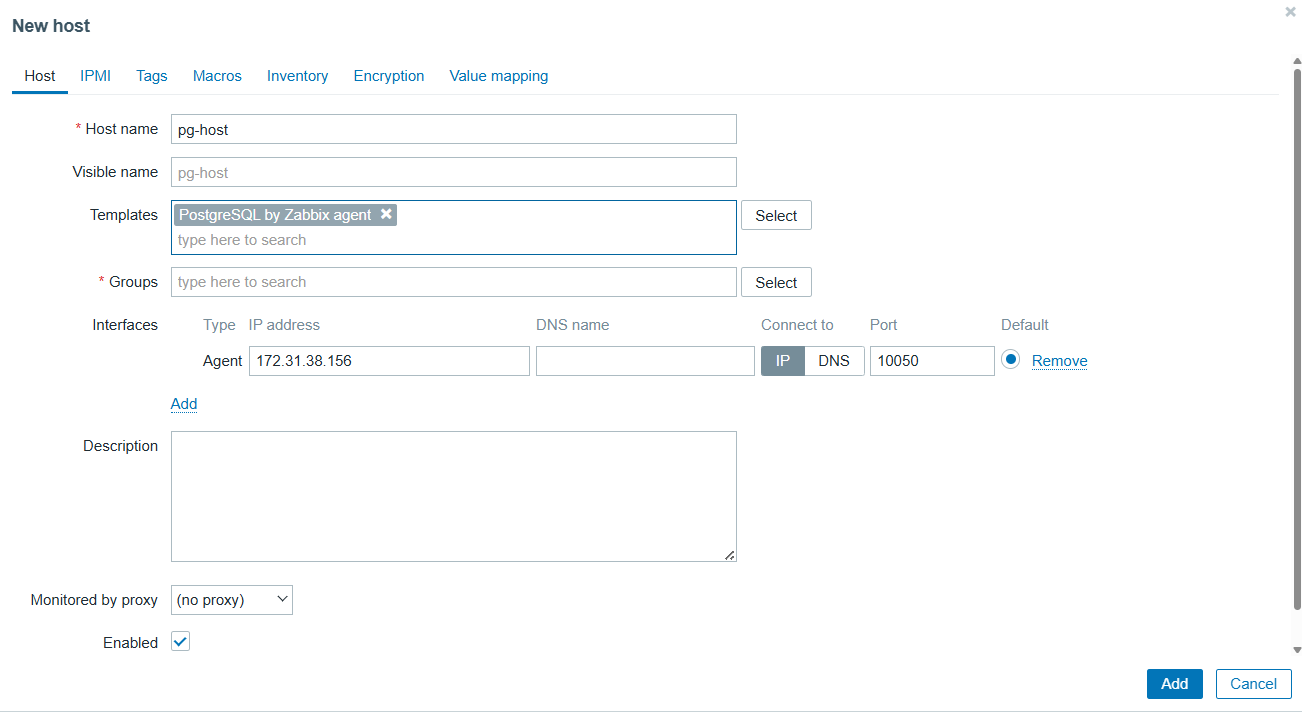 New host
Host IPMI Tags Macros Inventory Encryption Value mapping
* Host name pg-host
Visible name pg-host
Templates PostgreSQL by Zabbix agent Select
type here to search
* Groups type here to search Select
Interfaces Type IP address DNS name Connect to Port Default
Agent 172.31.38.156 IP DNS 10050 Remove
Add
Description
Monitored by proxy (no proxy)
Enabled
Add Cancel